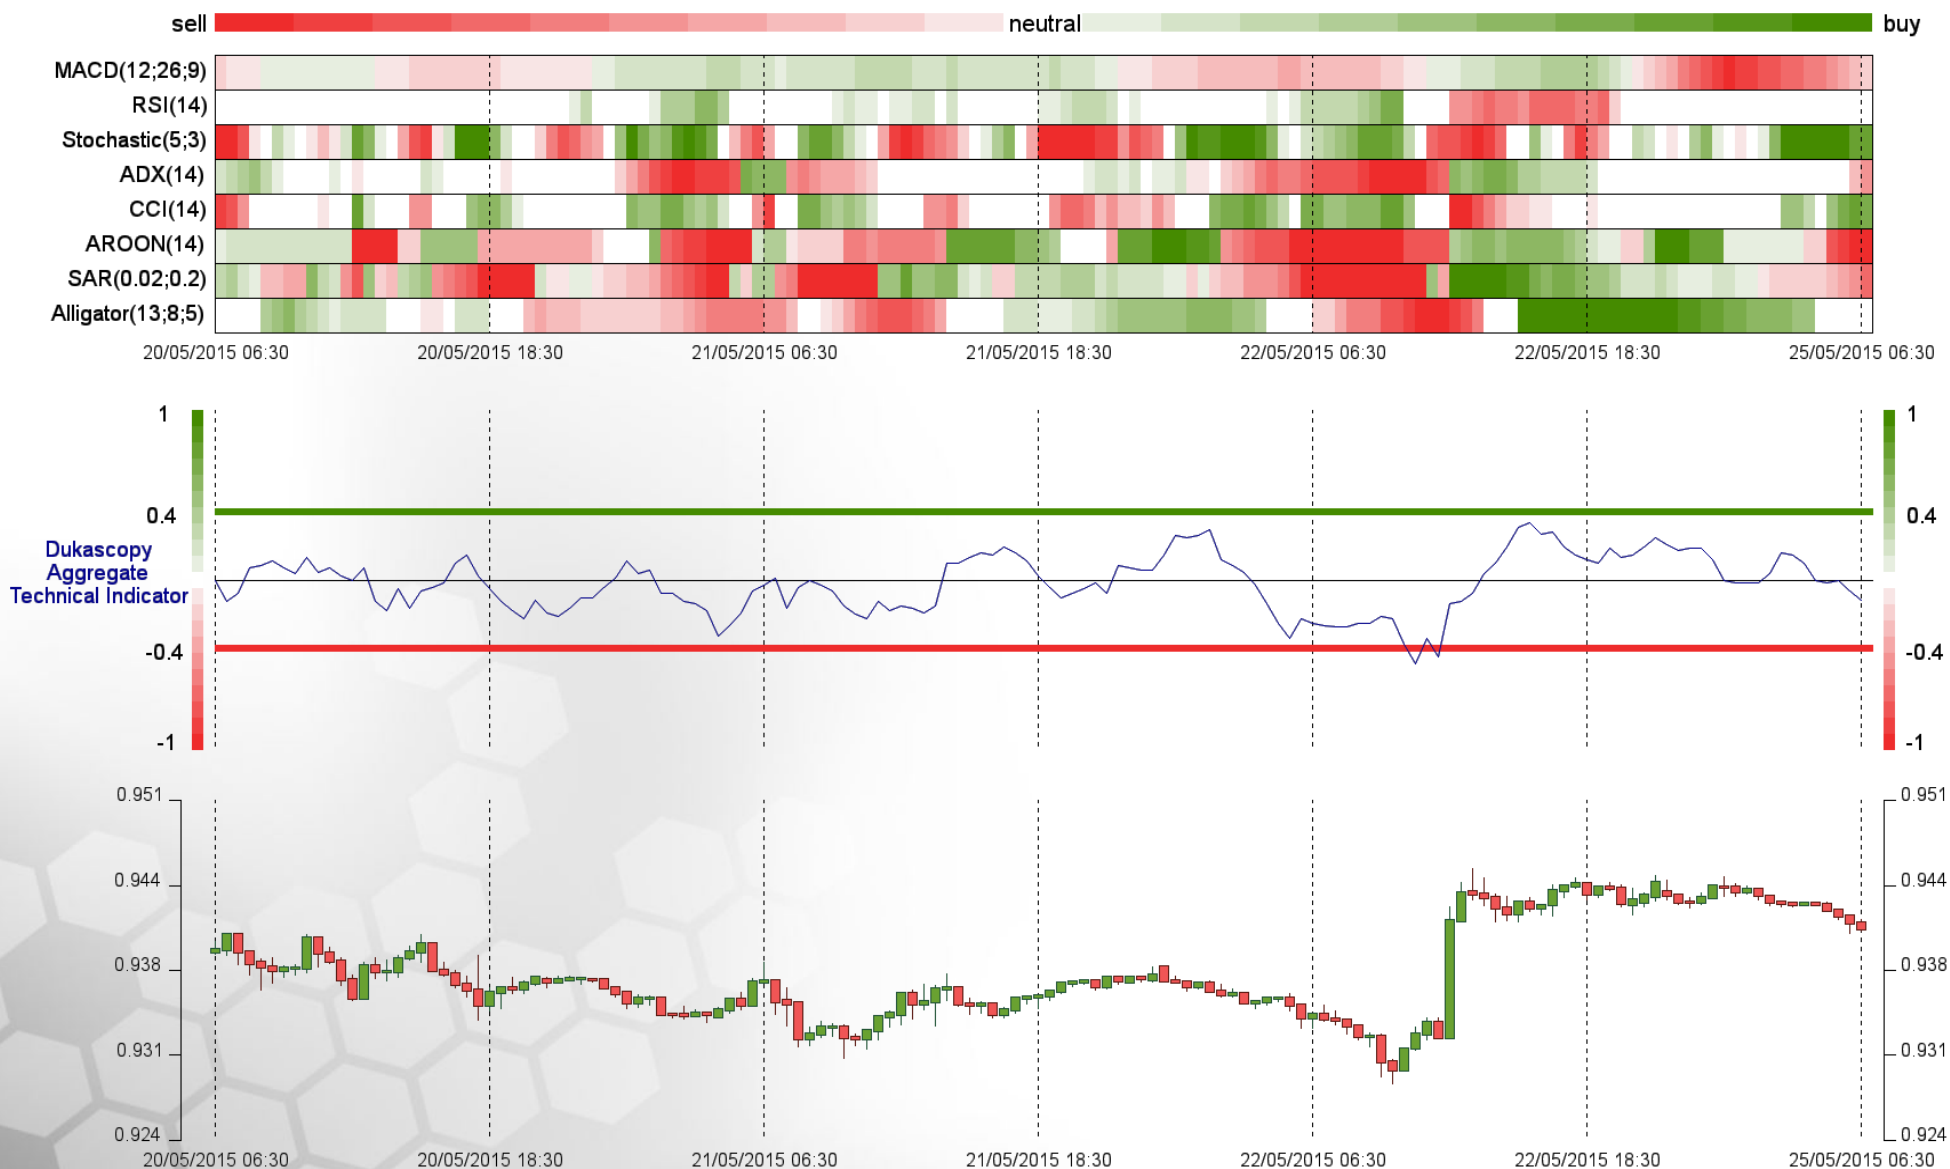 sell neutral buy
MACD(12;26;9)
RSI(14)
Stochastic(5;3)
ADX(14)
CCI(14)
AROON(14)
SAR(0.02;0.2)
Alligator(13;8;5)
20/05/2015 06:30 20/05/2015 18:30 21/05/2015 06:30 21/05/2015 18:30 22/05/2015 06:30 22/05/2015 18:30 25/05/2015 06:30
1 1
0.4 0.4
Dukascopy
Aggregate
Technical Indicator
-0.4 -0.4
-1 -1
0.951 0.951
0.944 0.944
0.938 0.938
0.931 0.931
0.924 0.924
20/05/2015 06:30 20/05/2015 18:30 21/05/2015 06:30 21/05/2015 18:30 22/05/2015 06:30 22/05/2015 18:30 25/05/2015 06:30